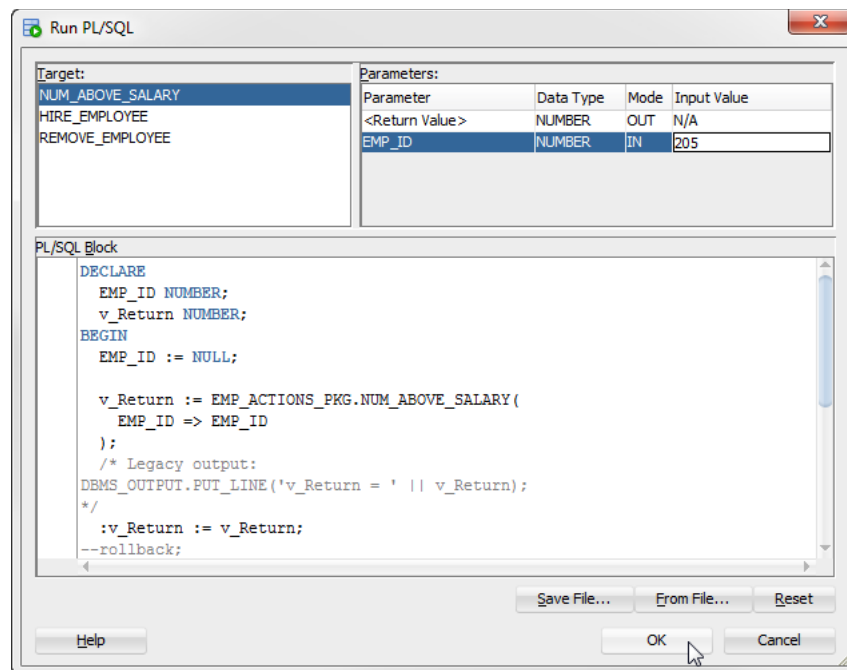 Run PL/SQL
Target:
NUM_ABOVE_SALARY
HIRE_EMPLOYEE
REMOVE_EMPLOYEE
Parameters:
Parameter Data Type Mode Input Value
<Return Value> NUMBER OUT N/A
EMP_ID NUMBER IN 205
PL/SQL Block
DECLARE
EMP_ID NUMBER;
v_Return NUMBER;
BEGIN
EMP_ID := NULL;
v_Return := EMP_ACTIONS_PKG.NUM_ABOVE_SALARY(
EMP_ID => EMP_ID
);
/* Legacy output:
DBMS_OUTPUT.PUT_LINE('v_Return = ' || v_Return);
*/
:v_Return := v_Return;
--rollback;
Save File... From File... Reset
Help OK Cancel